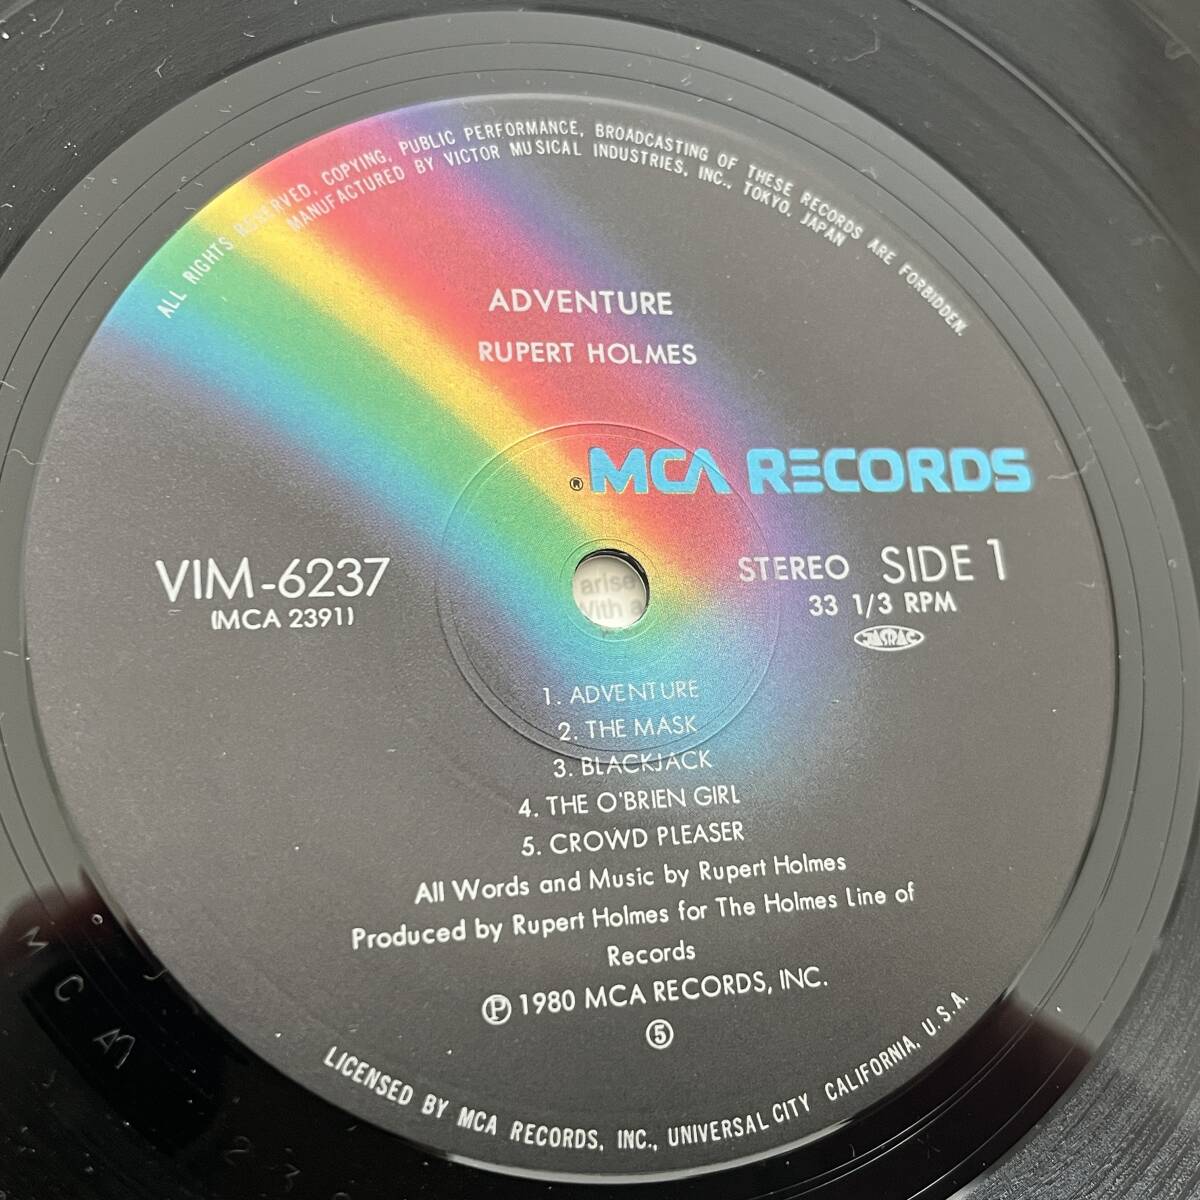 ALL RIGHTS RESERVED, COPYING, PUBLIC PERFORMANCE, BROADCASTING OF THESE RECORDS ARE FORBIDDEN.
MANUFACTURED BY VICTOR MUSICAL INDUSTRIES, INC., TOKYO, JAPAN
ADVENTURE
RUPERT HOLMES
® MCA RECORDS
VIM-6237
(MCA 2391)
STEREO SIDE 1
33 1/3 RPM
JASRAC
arise
With a
1. ADVENTURE
2. THE MASK
3. BLACKJACK
4. THE O'BRIEN GIRL
5. CROWD PLEASER
All Words and Music by Rupert Holmes
Produced by Rupert Holmes for The Holmes Line of
Records
Ⓟ 1980 MCA RECORDS, INC.
⑤
LICENSED BY MCA RECORDS, INC., UNIVERSAL CITY CALIFORNIA, U.S.A.
M C A
2 3